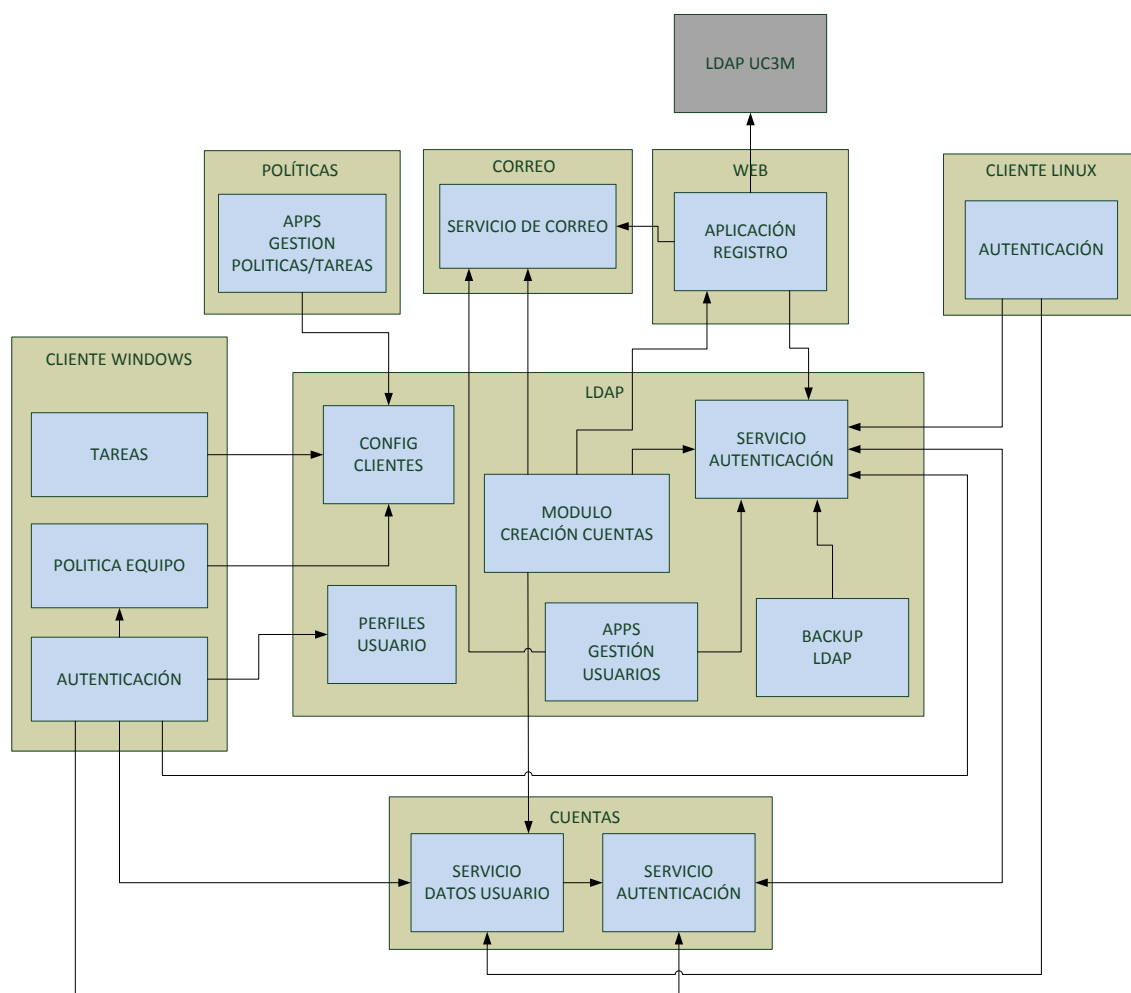 LDAP UC3M
POLÍTICAS
APPS
GESTION
POLITICAS/TAREAS
CORREO
SERVICIO DE CORREO
WEB
APLICACIÓN
REGISTRO
CLIENTE LINUX
AUTENTICACIÓN
CLIENTE WINDOWS
TAREAS
POLITICA EQUIPO
AUTENTICACIÓN
LDAP
CONFIG
CLIENTES
SERVICIO
AUTENTICACIÓN
MODULO
CREACIÓN CUENTAS
PERFILES
USUARIO
APPS
GESTIÓN
USUARIOS
BACKUP
LDAP
CUENTAS
SERVICIO
DATOS USUARIO
SERVICIO
AUTENTICACIÓN